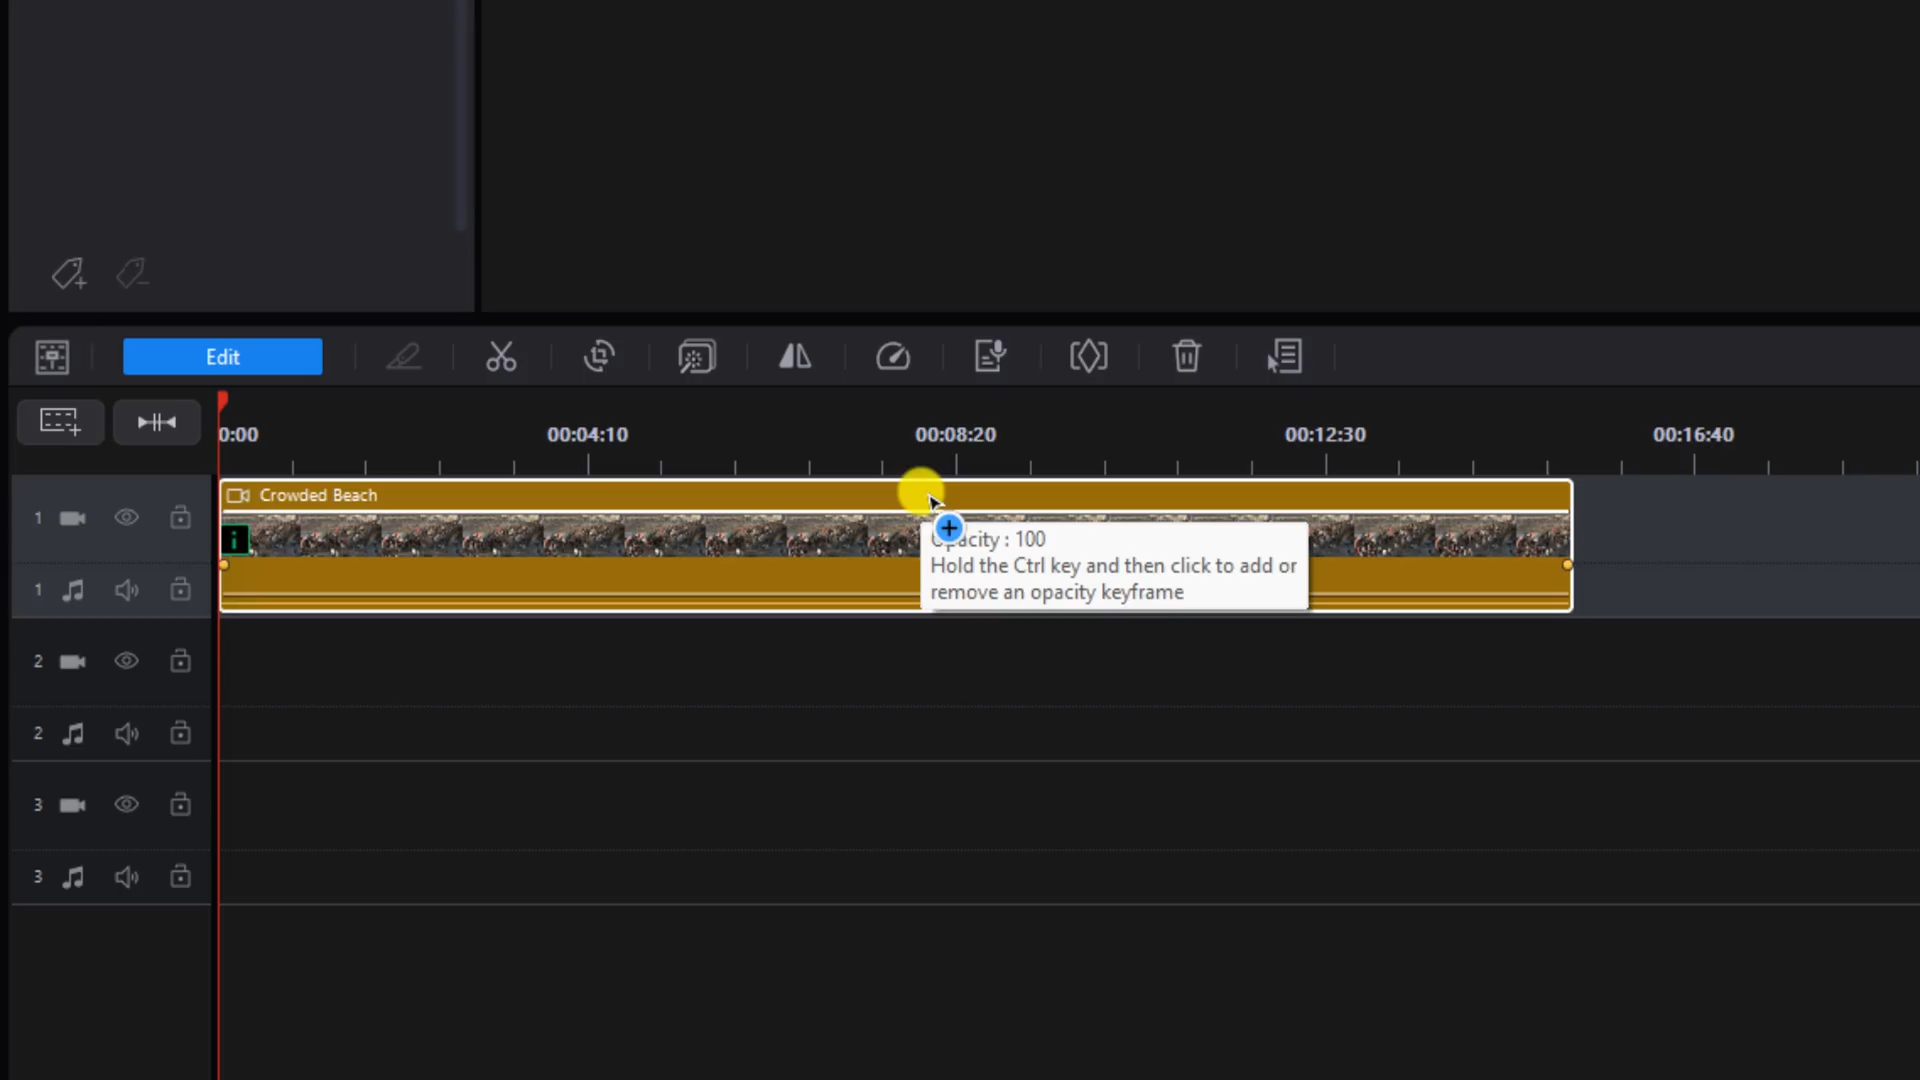 Edit
0:00 00:04:10 00:08:20 00:12:30 00:16:40
Crowded Beach
1
i
Opacity : 100
Hold the Ctrl key and then click to add or
remove an opacity keyframe
1
2
2
3
3